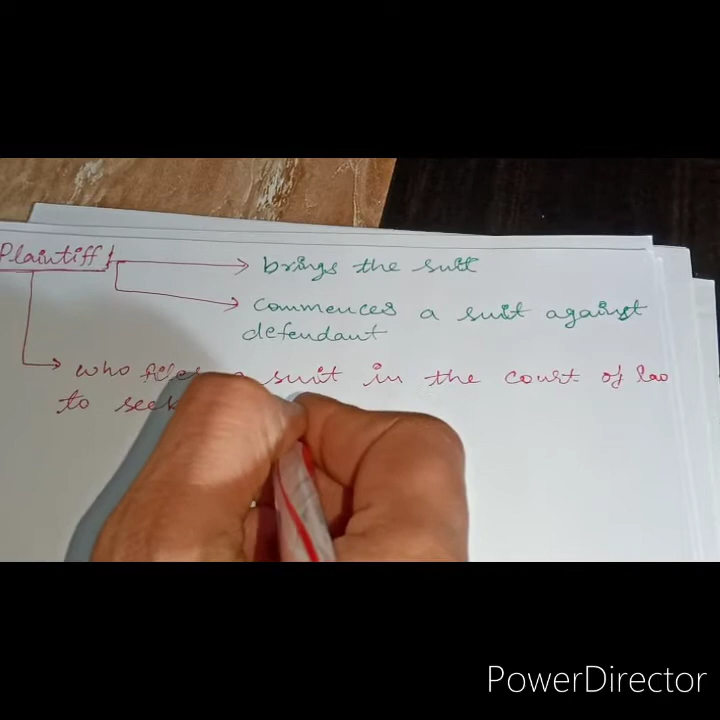 Plaintiff
brings the suit
commences a suit against
defendant
who files a suit in the court of law
to seek
PowerDirector